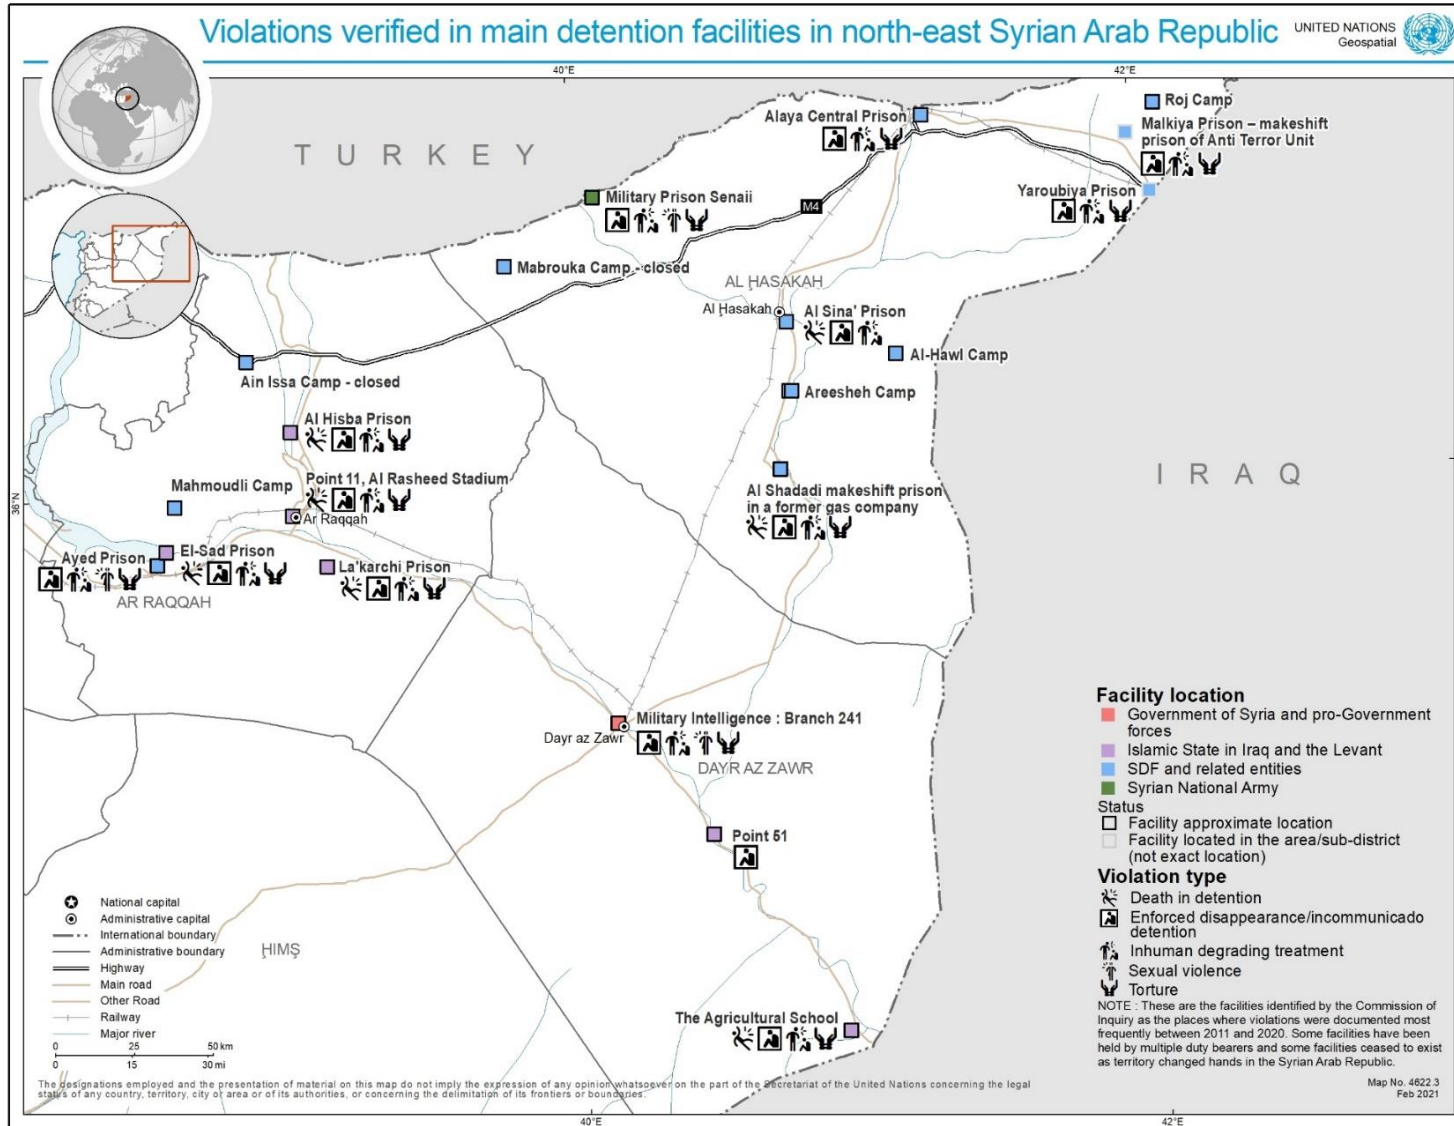 Violations verified in main detention facilities in north-east Syrian Arab Republic
UNITED NATIONS
Geospatial
40°E
42°E
36°N
TURKEY
Alaya Central Prison
Roj Camp
Malkiya Prison – makeshift
prison of Anti Terror Unit
Yaroubiya Prison
Military Prison Senaii
M4
Mabrouka Camp - closed
AL ḨASAKAH
Al Ḩasakah
Al Sina' Prison
Al-Hawl Camp
Ain Issa Camp - closed
Areesheh Camp
Al Hisba Prison
Mahmoudli Camp
Point 11, Al Rasheed Stadium
Ar Raqqah
Al Shadadi makeshift prison
in a former gas company
IRAQ
Ayed Prison
El-Sad Prison
La'karchi Prison
AR RAQQAH
Military Intelligence : Branch 241
Dayr az Zawr
DAYR AZ ZAWR
Point 51
ḨIMŞ
The Agricultural School
Facility location
Government of Syria and pro-Government
forces
Islamic State in Iraq and the Levant
SDF and related entities
Syrian National Army
Status
Facility approximate location
Facility located in the area/sub-district
(not exact location)
Violation type
Death in detention
Enforced disappearance/incommunicado
detention
Inhuman degrading treatment
Sexual violence
Torture
NOTE : These are the facilities identified by the Commission of
Inquiry as the places where violations were documented most
frequently between 2011 and 2020. Some facilities have been
held by multiple duty bearers and some facilities ceased to exist
as territory changed hands in the Syrian Arab Republic.
National capital
Administrative capital
International boundary
Administrative boundary
Highway
Main road
Other Road
Railway
Major river
0 25 50 km
0 15 30 mi
The designations employed and the presentation of material on this map do not imply the expression of any opinion whatsoever on the part of the Secretariat of the United Nations concerning the legal
status of any country, territory, city or area or of its authorities, or concerning the delimitation of its frontiers or boundaries.
Map No. 4622.3
Feb 2021
40°E
42°E